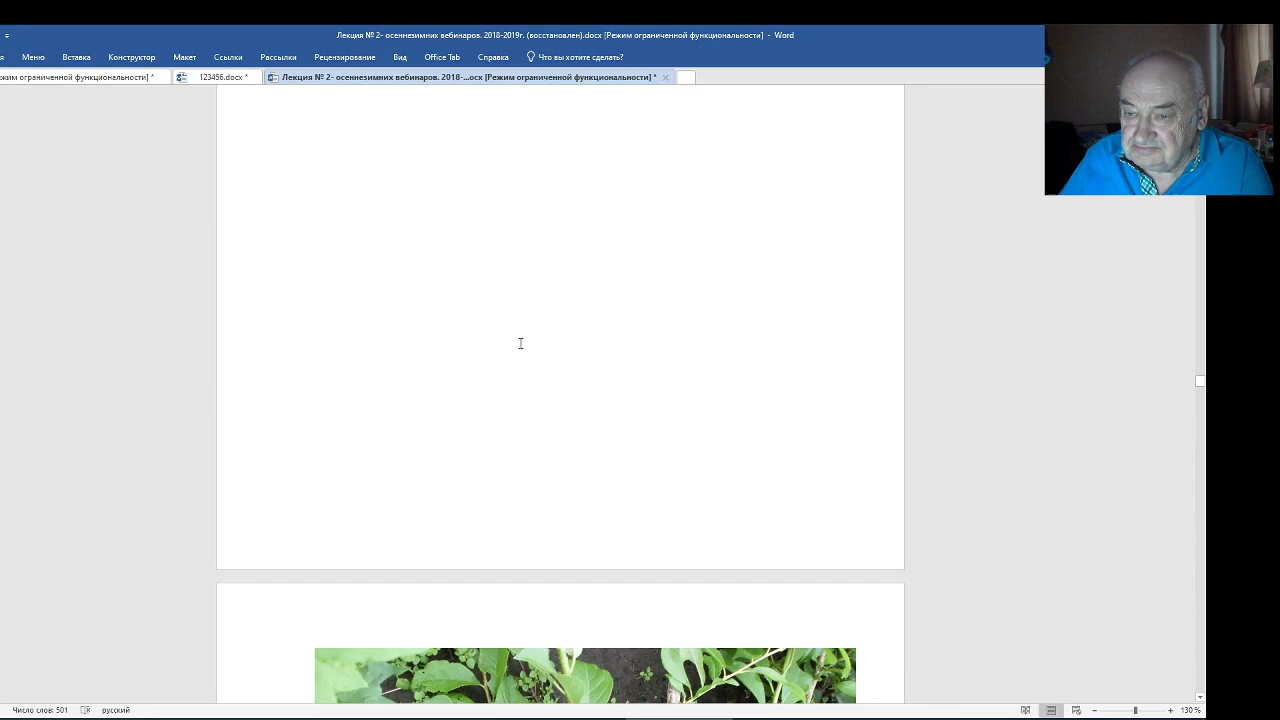 Лекция № 2- осеннезимних вебинаров. 2018-2019г. (восстановлен).docx [Режим ограниченной функциональности] - Word
я Меню Вставка Конструктор Макет Ссылки Рассылки Рецензирование Вид Office Tab Справка Что вы хотите сделать?
ежим ограниченной функциональности] * 123456.docx * Лекция № 2- осеннезимних вебинаров. 2018-...осx [Режим ограниченной функциональности] *
Число слов: 501 русский 130 %